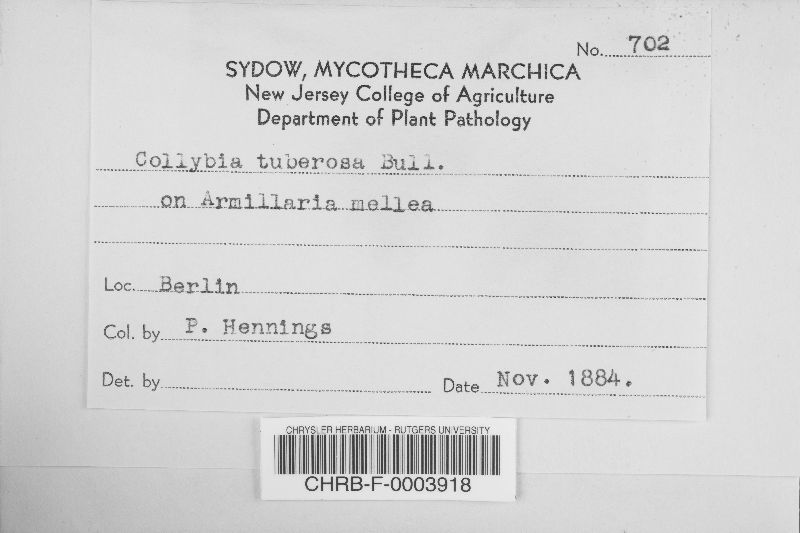 No. 702
SYDOW, MYCOTHECA MARCHICA
New Jersey College of Agriculture
Department of Plant Pathology
Collybia tuberosa Bull.
on Armillaria mellea
Loc. Berlin
Col. by P. Hennings
Det. by
Date Nov. 1884.
CHRYSLER HERBARIUM - RUTGERS UNIVERSITY
CHRB-F-0003918